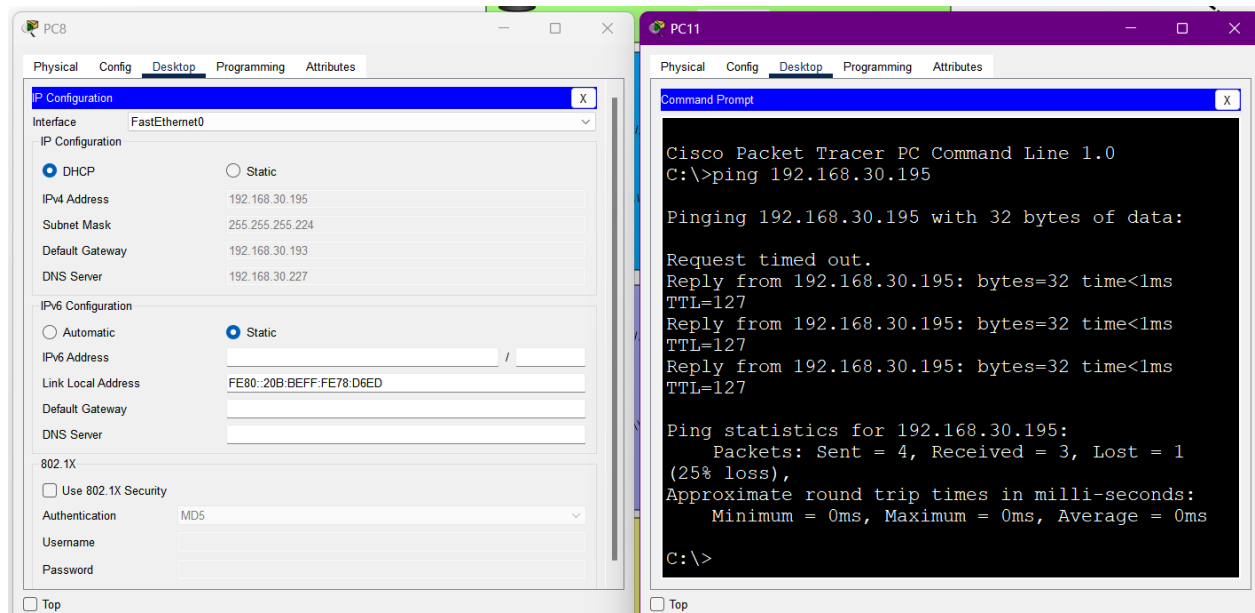 PC8
Physical Config Desktop Programming Attributes
IP Configuration X
Interface FastEthernet0
IP Configuration
DHCP Static
IPv4 Address 192.168.30.195
Subnet Mask 255.255.255.224
Default Gateway 192.168.30.193
DNS Server 192.168.30.227
IPv6 Configuration
Automatic Static
IPv6 Address /
Link Local Address FE80::20B:BEFF:FE78:D6ED
Default Gateway
DNS Server
802.1X
Use 802.1X Security
Authentication MD5
Username
Password
Top
PC11
Physical Config Desktop Programming Attributes
Command Prompt X
Cisco Packet Tracer PC Command Line 1.0
C:\>ping 192.168.30.195
Pinging 192.168.30.195 with 32 bytes of data:
Request timed out.
Reply from 192.168.30.195: bytes=32 time<1ms
TTL=127
Reply from 192.168.30.195: bytes=32 time<1ms
TTL=127
Reply from 192.168.30.195: bytes=32 time<1ms
TTL=127
Ping statistics for 192.168.30.195:
Packets: Sent = 4, Received = 3, Lost = 1
(25% loss),
Approximate round trip times in milli-seconds:
Minimum = 0ms, Maximum = 0ms, Average = 0ms
C:\>
Top